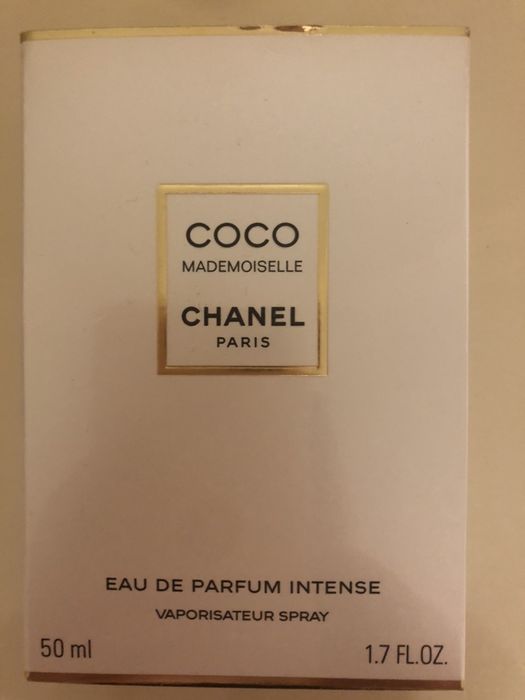 COCO
MADEMOISELLE
CHANEL
PARIS
EAU DE PARFUM INTENSE
VAPORISATEUR SPRAY
50 ml 1.7 FL.OZ.